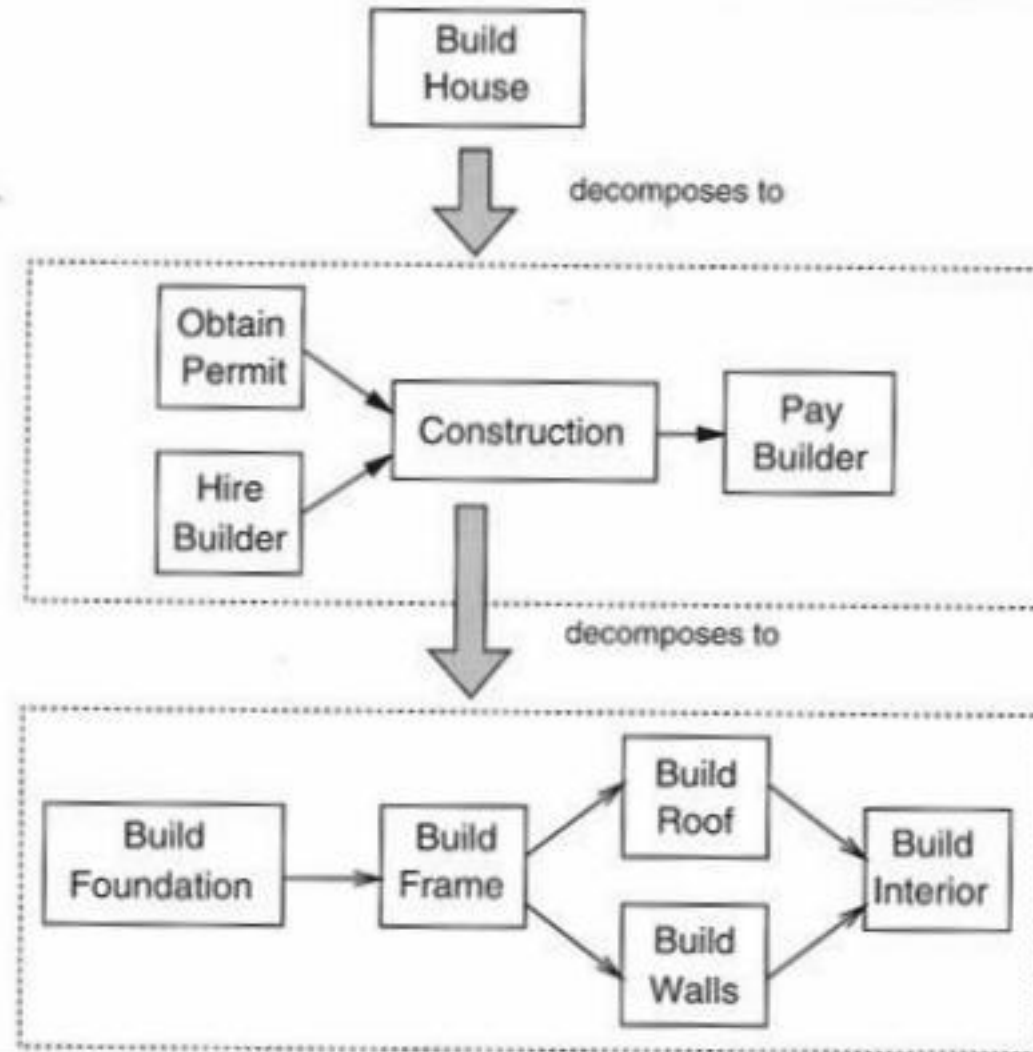 Build
House
decomposes to
Obtain
Permit
Hire
Builder
Construction
Pay
Builder
decomposes to
Build
Foundation
Build
Frame
Build
Roof
Build
Walls
Build
Interior